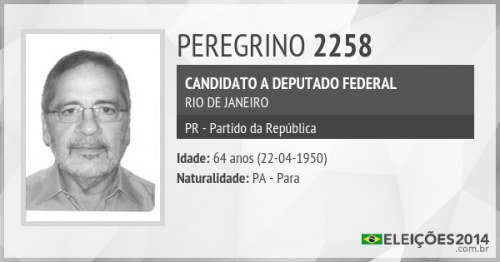 PEREGRINO 2258
CANDIDATO A DEPUTADO FEDERAL
RIO DE JANEIRO
PR - Partido da República
Idade: 64 anos (22-04-1950)
Naturalidade: PA - Para
ELEIÇÕES2014
.com.br